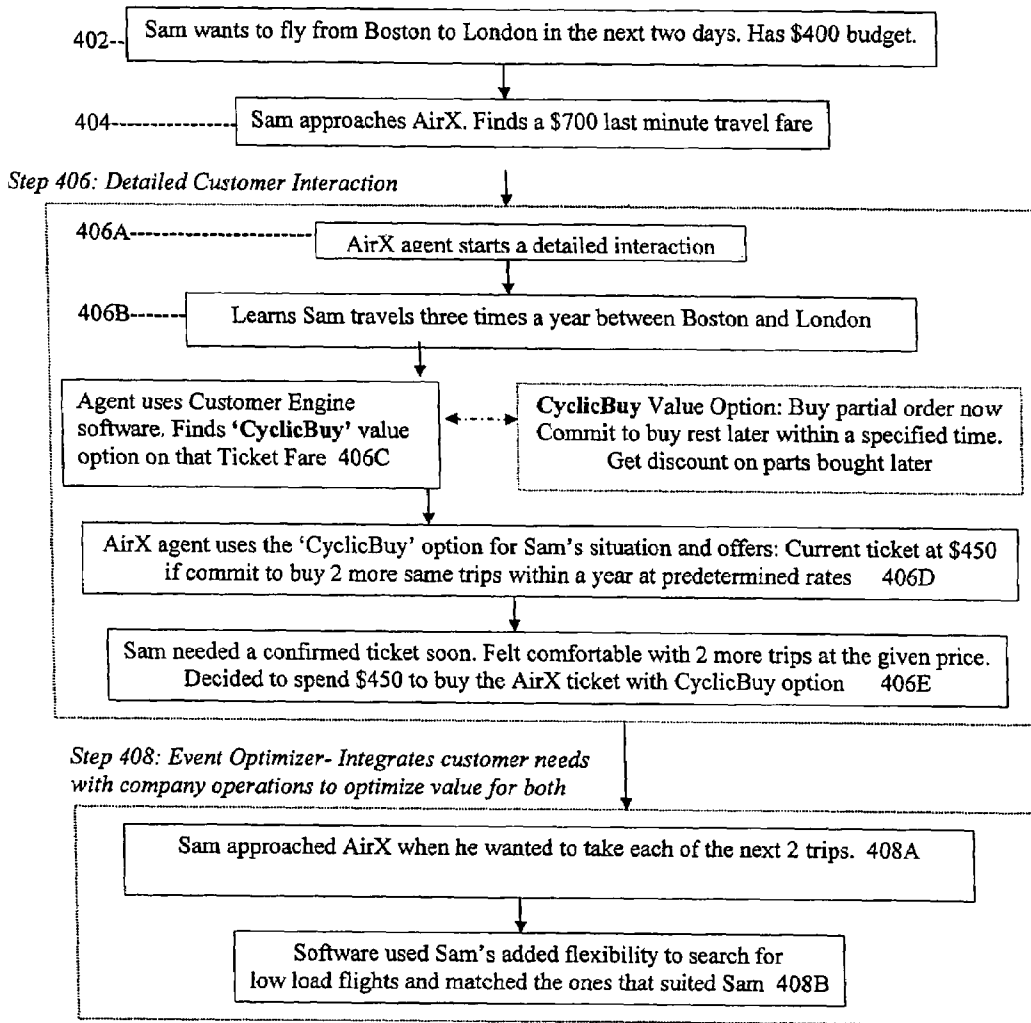 402--
Sam wants to fly from Boston to London in the next two days. Has $400 budget.
404------------
Sam approaches AirX. Finds a $700 last minute travel fare
Step 406: Detailed Customer Interaction
406A-----------------
AirX agent starts a detailed interaction
406B------
Learns Sam travels three times a year between Boston and London
Agent uses Customer Engine
software. Finds ‘CyclicBuy’ value
option on that Ticket Fare 406C
CyclicBuy Value Option: Buy partial order now
Commit to buy rest later within a specified time.
Get discount on parts bought later
AirX agent uses the ‘CyclicBuy’ option for Sam’s situation and offers: Current ticket at $450
if commit to buy 2 more same trips within a year at predetermined rates 406D
Sam needed a confirmed ticket soon. Felt comfortable with 2 more trips at the given price.
Decided to spend $450 to buy the AirX ticket with CyclicBuy option 406E
Step 408: Event Optimizer- Integrates customer needs
with company operations to optimize value for both
Sam approached AirX when he wanted to take each of the next 2 trips. 408A
Software used Sam’s added flexibility to search for
low load flights and matched the ones that suited Sam 408B